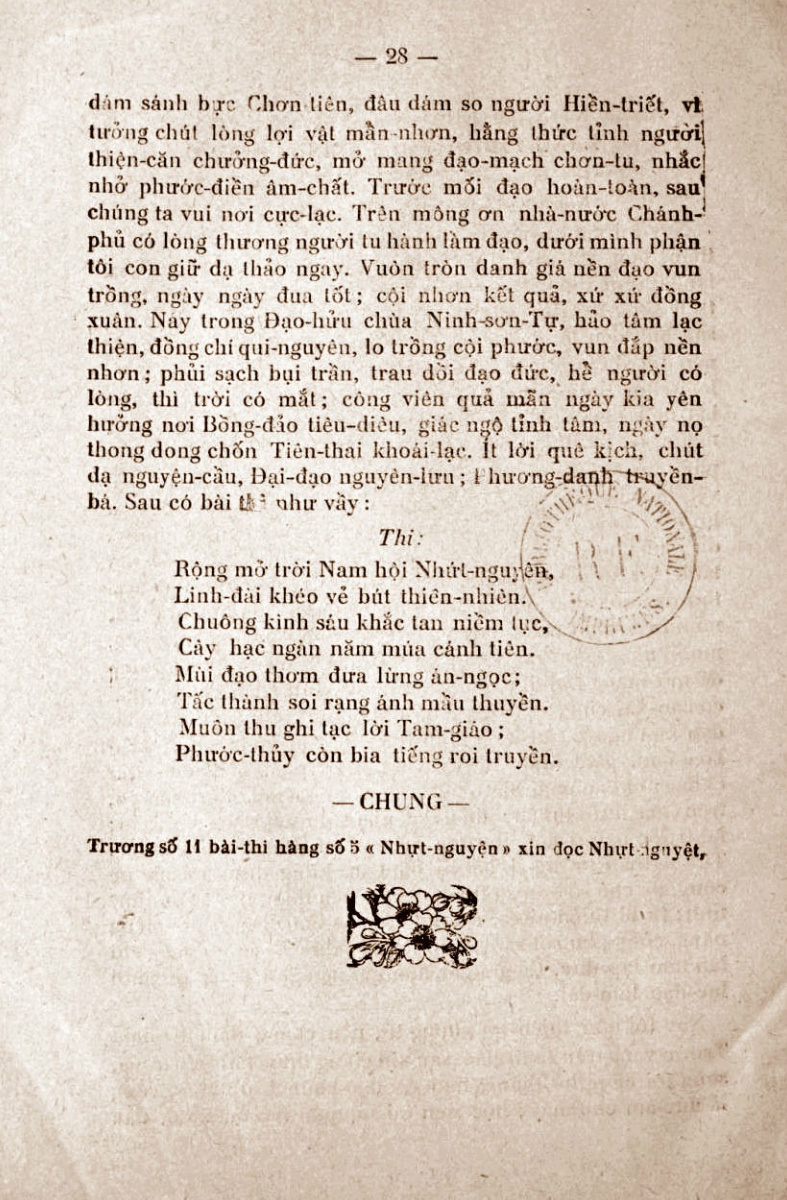 — 28 —
dám sánh bực Chơn tiên, đâu dám so người Hiền-triết, vì
tưởng chút lòng lợi vật mẫn-nhơn, hằng thức tỉnh người
thiện-căn chưởng-đức, mở mang đạo-mạch chơn-tu, nhắc
nhở phước-điền âm-chất. Trước mối đạo hoàn-toàn, sau
chúng ta vui nơi cực-lạc. Trên mông ơn nhà-nước Chánh-
phủ có lòng thương người tu hành làm đạo, dưới mình phận
tôi con giữ dạ thảo ngay. Vuôn tròn danh giá nền đạo vun
trồng, ngày ngày đua tốt ; cội nhơn kết quả, xứ xứ đồng
xuân. Nay trong Đạo-hửu chùa Ninh-sơn-Tự, hảo tâm lạc
thiện, đồng chí qui-nguyên, lo trồng cội phước, vun đắp nền
nhơn ; phủi sạch bụi trần, trau dồi đạo đức, hễ người có
lòng, thì trời có mắt ; công viên quả mãn ngày kia yên
hưởng nơi Bồng-đảo tiêu-diêu, giác ngộ tỉnh tâm, ngày nọ
thong dong chốn Tiên-thai khoái-lạc. Ít lời quê kịch, chút
dạ nguyện-cầu, Đại-đạo nguyên-lưu ; Phương-danh truyền-
bá. Sau có bài như vầy :
Thi :
Rộng mở trời Nam hội Nhứt-nguyên,
Linh-đài khéo vẽ bút thiên-nhiên.
Chuông kinh sáu khắc tan niềm tục,
Cảy hạc ngàn năm múa cảnh tiên.
Mùi đạo thơm đưa lừng án-ngọc ;
Tấc thành soi rạng ánh mầu thuyền.
Muôn thu ghi tạc lời Tam-giáo ;
Phước-thủy còn bia tiếng roi truyền.
— CHUNG —
Trương số 11 bài-thi hàng số 5 « Nhựt-nguyện » xin đọc Nhựt nguyệt,